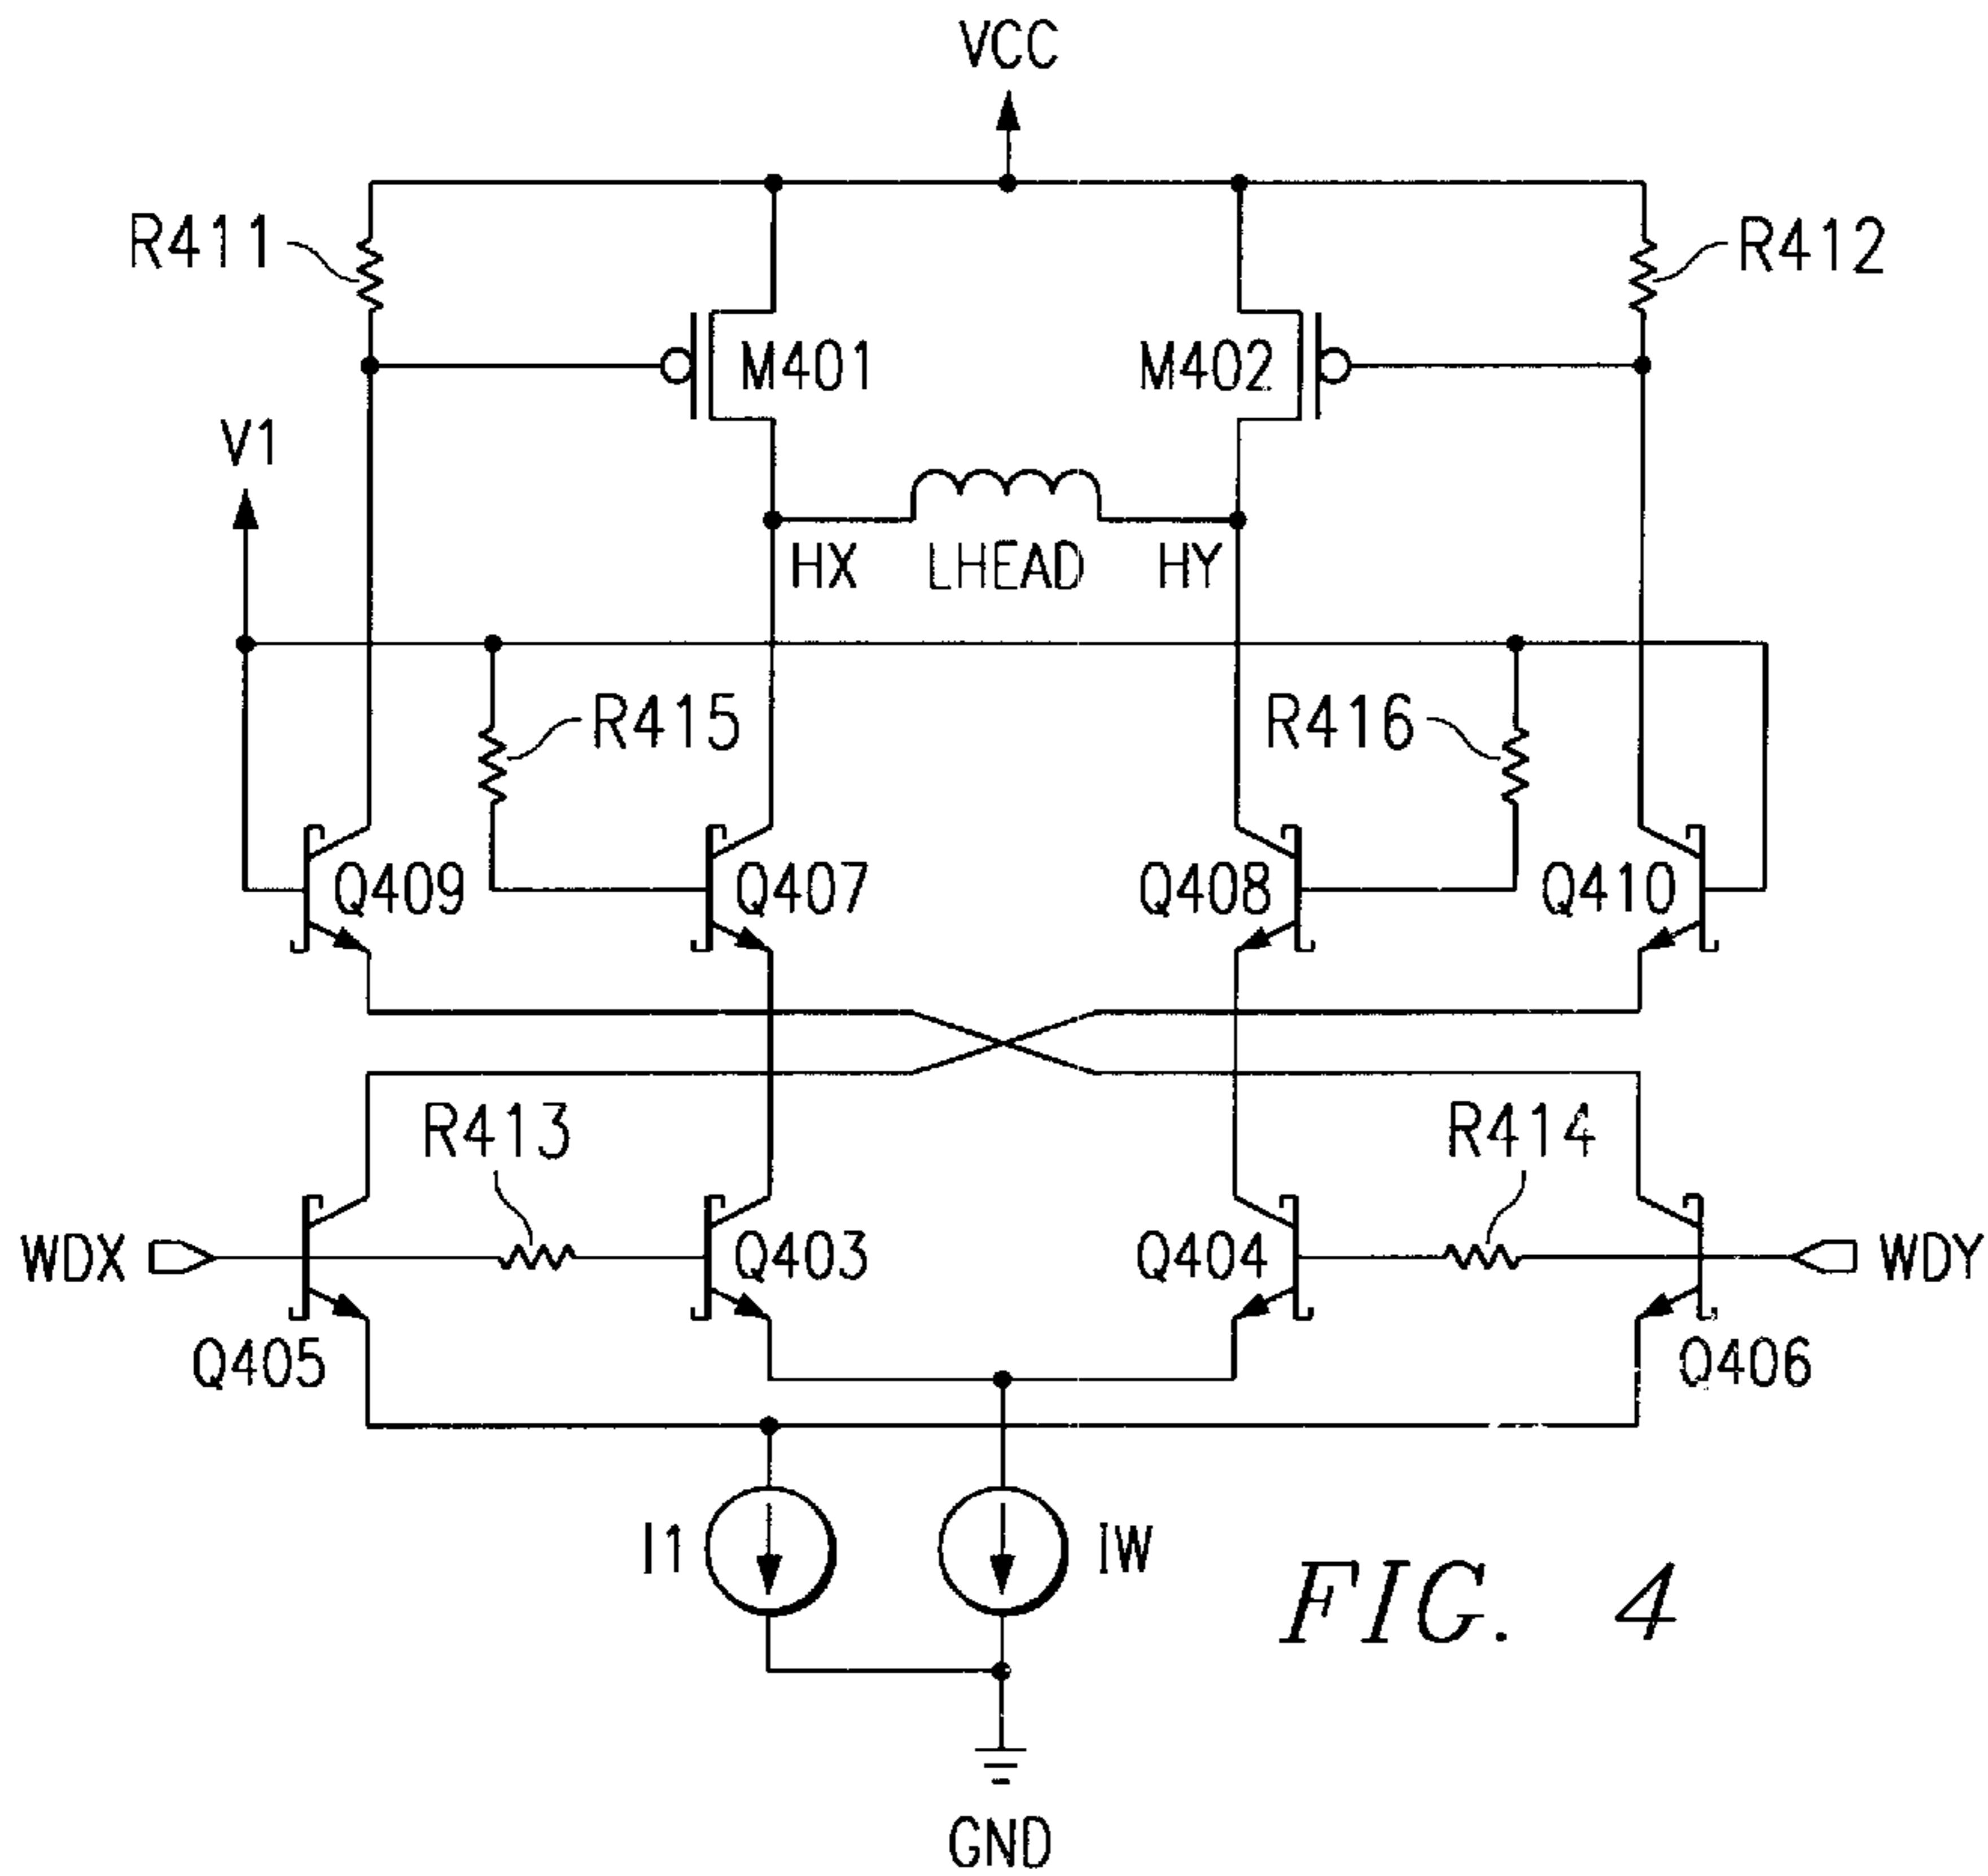 VCC
R411
R412
M401
M402
V1
HX
LHEAD
HY
R415
R416
Q409
Q407
Q408
Q410
R413
R414
WDX
Q403
Q404
WDY
Q405
Q406
I1
IW
FIG. 4
GND